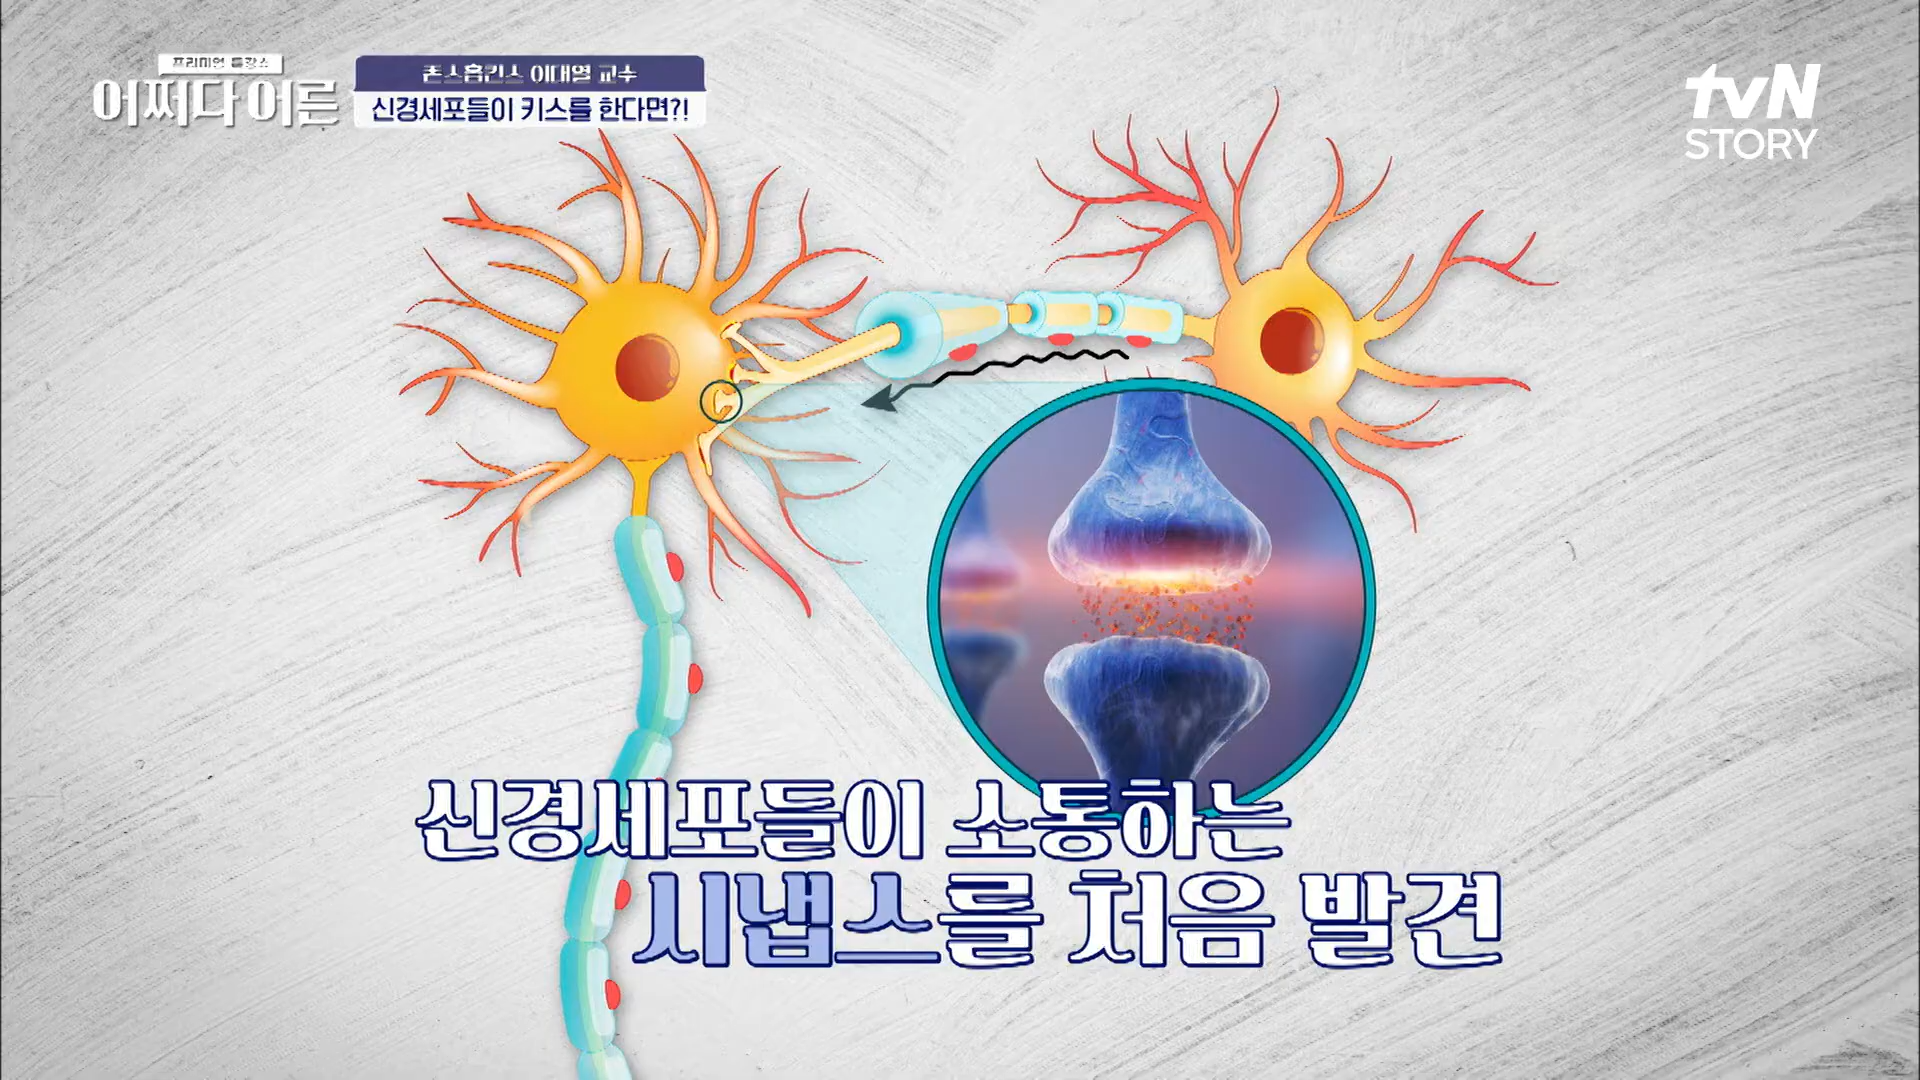 프리미엄 특강쇼
어쩌다 어른
존스홉킨스 이대열 교수
신경세포들이 키스를 한다면?!
tvN
STORY
신경세포들이 소통하는
시냅스를 처음 발견